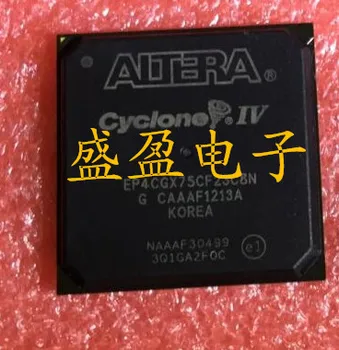 ALTERA®
Cyclone IV
盛盈电子
EP4CGX75CF23C8N
G CAAAF1213A
KOREA
NAAAF30499
3Q1GA2F0C e1